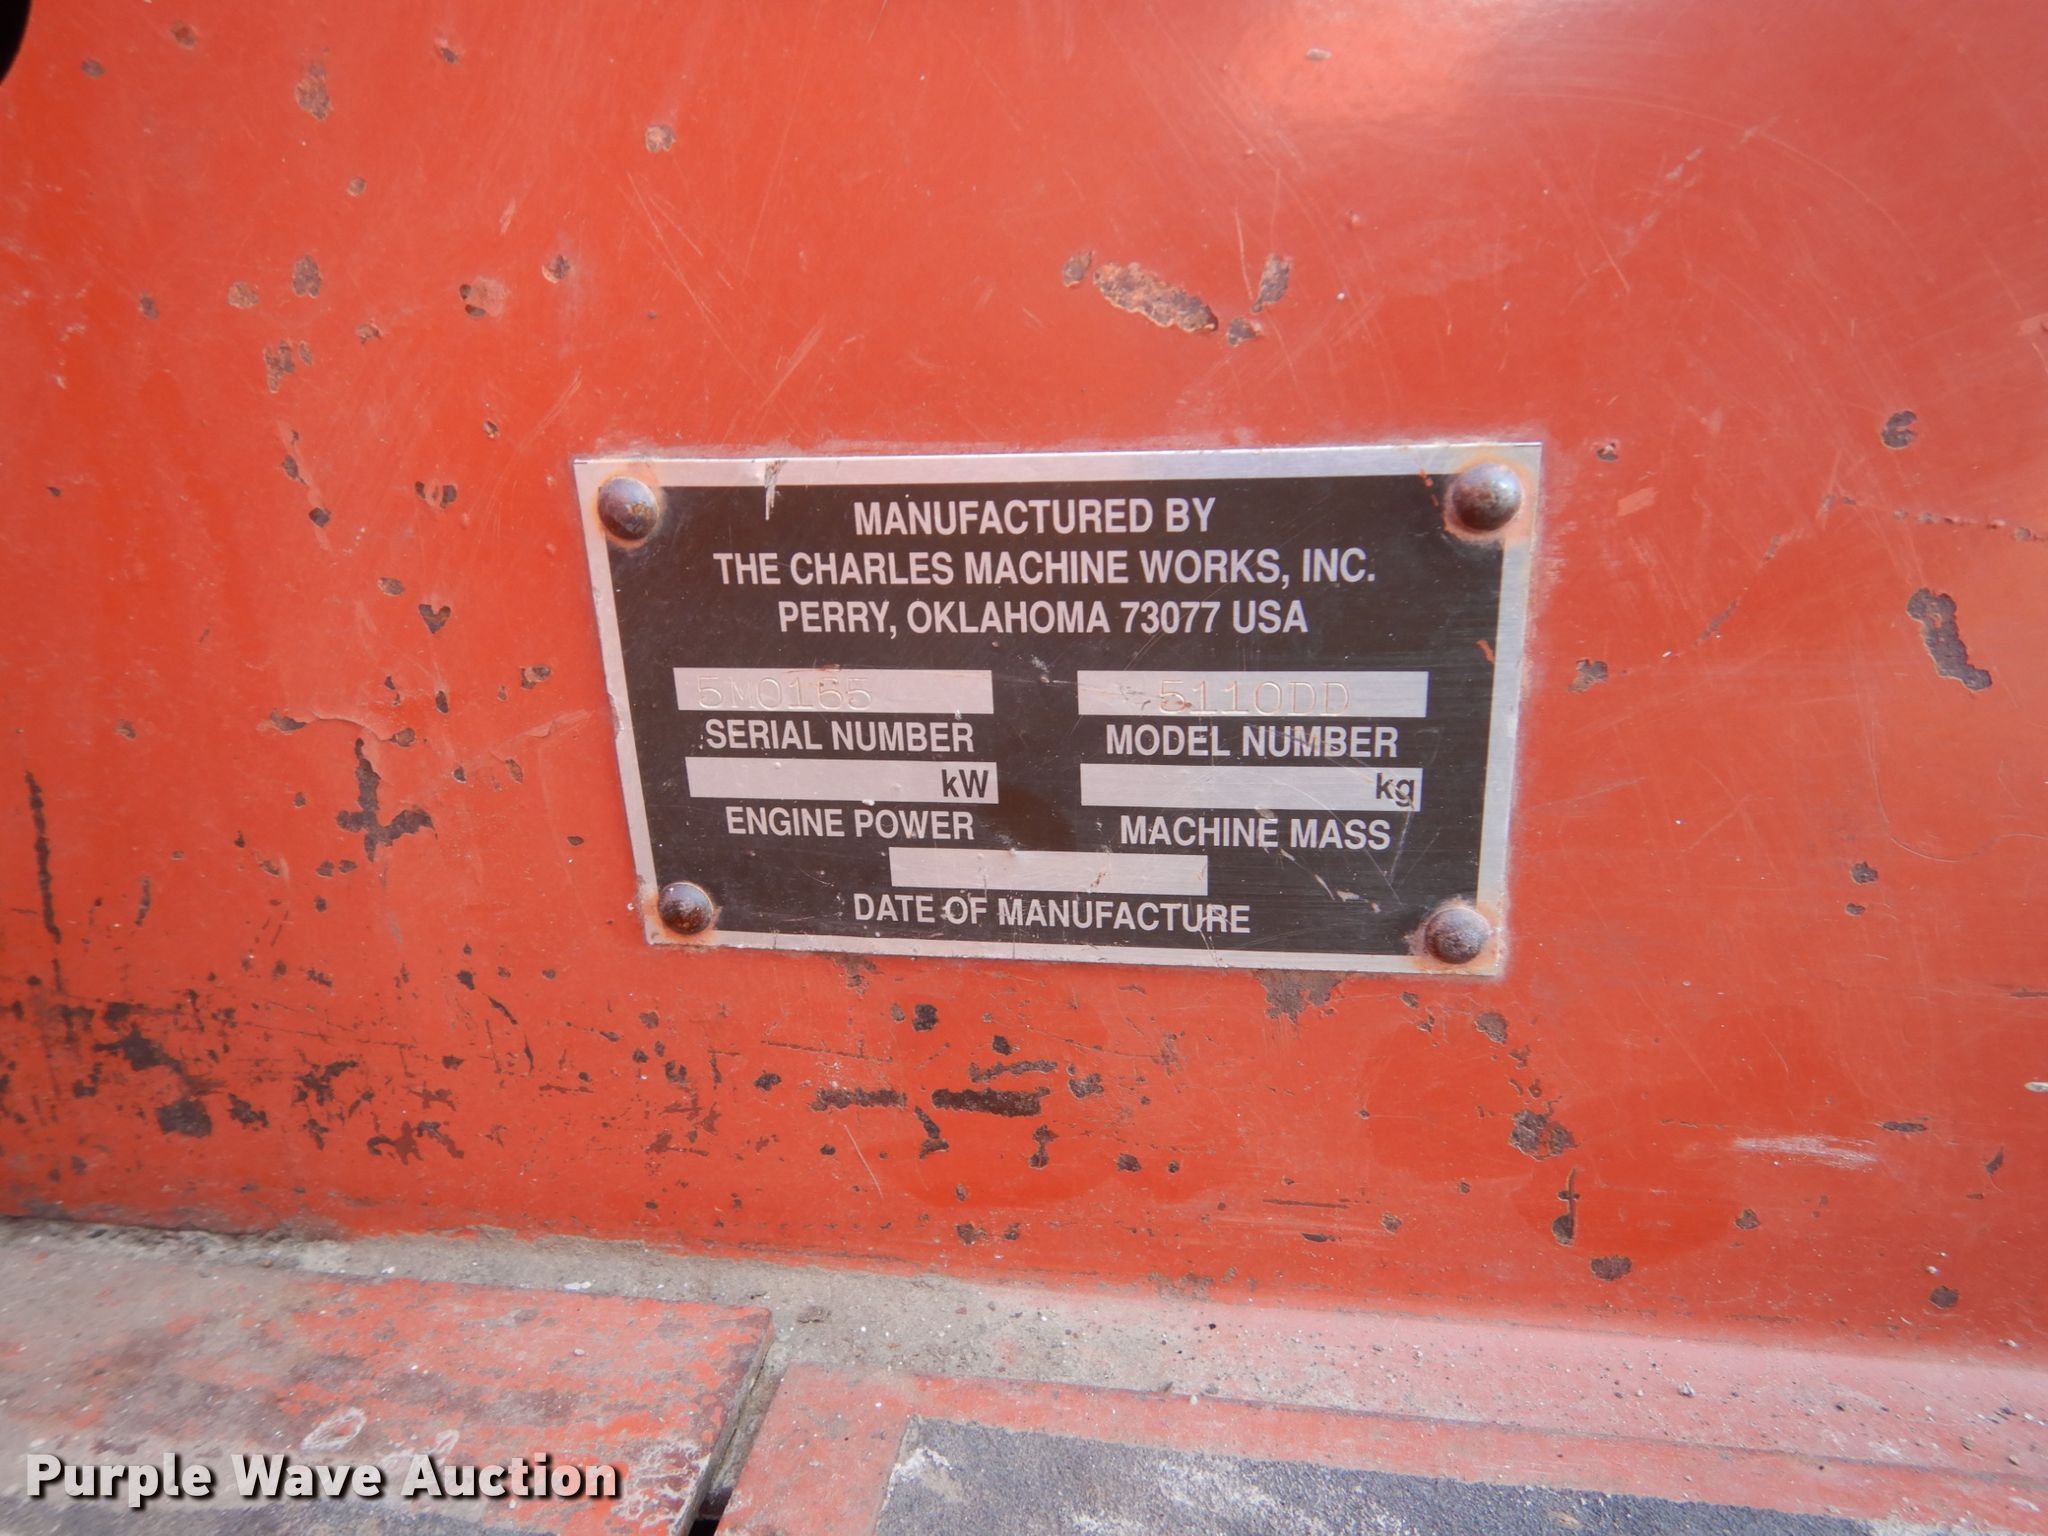 MANUFACTURED BY
THE CHARLES MACHINE WORKS, INC.
PERRY, OKLAHOMA 73077 USA
5M0165 5110DD
SERIAL NUMBER MODEL NUMBER
kW kg
ENGINE POWER MACHINE MASS
DATE OF MANUFACTURE
Purple Wave Auction